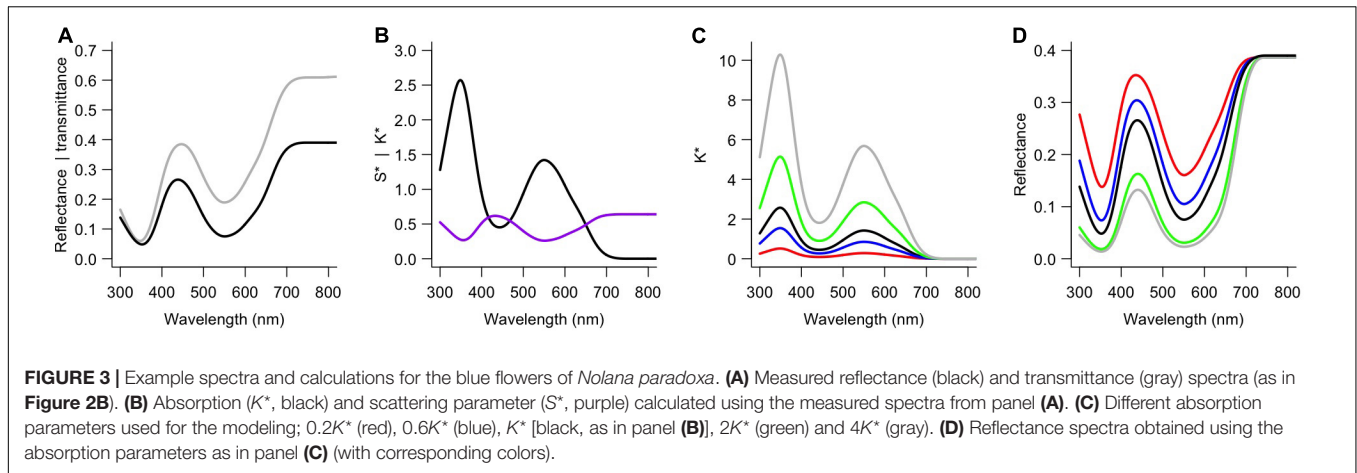 A
0.7
0.6
0.5
0.4
0.3
0.2
0.1
0.0
Reflectance | transmittance
300 400 500 600 700 800
Wavelength (nm)
B
3.0
2.5
2.0
1.5
1.0
0.5
0.0
S* | K*
300 400 500 600 700 800
Wavelength (nm)
C
10
8
6
4
2
0
K*
300 400 500 600 700 800
Wavelength (nm)
D
0.4
0.3
0.2
0.1
0.0
Reflectance
300 400 500 600 700 800
Wavelength (nm)
FIGURE 3 | Example spectra and calculations for the blue flowers of Nolana paradoxa. (A) Measured reflectance (black) and transmittance (gray) spectra (as in
Figure 2B). (B) Absorption (K*, black) and scattering parameter (S*, purple) calculated using the measured spectra from panel (A). (C) Different absorption
parameters used for the modeling; 0.2K* (red), 0.6K* (blue), K* [black, as in panel (B)], 2K* (green) and 4K* (gray). (D) Reflectance spectra obtained using the
absorption parameters as in panel (C) (with corresponding colors).